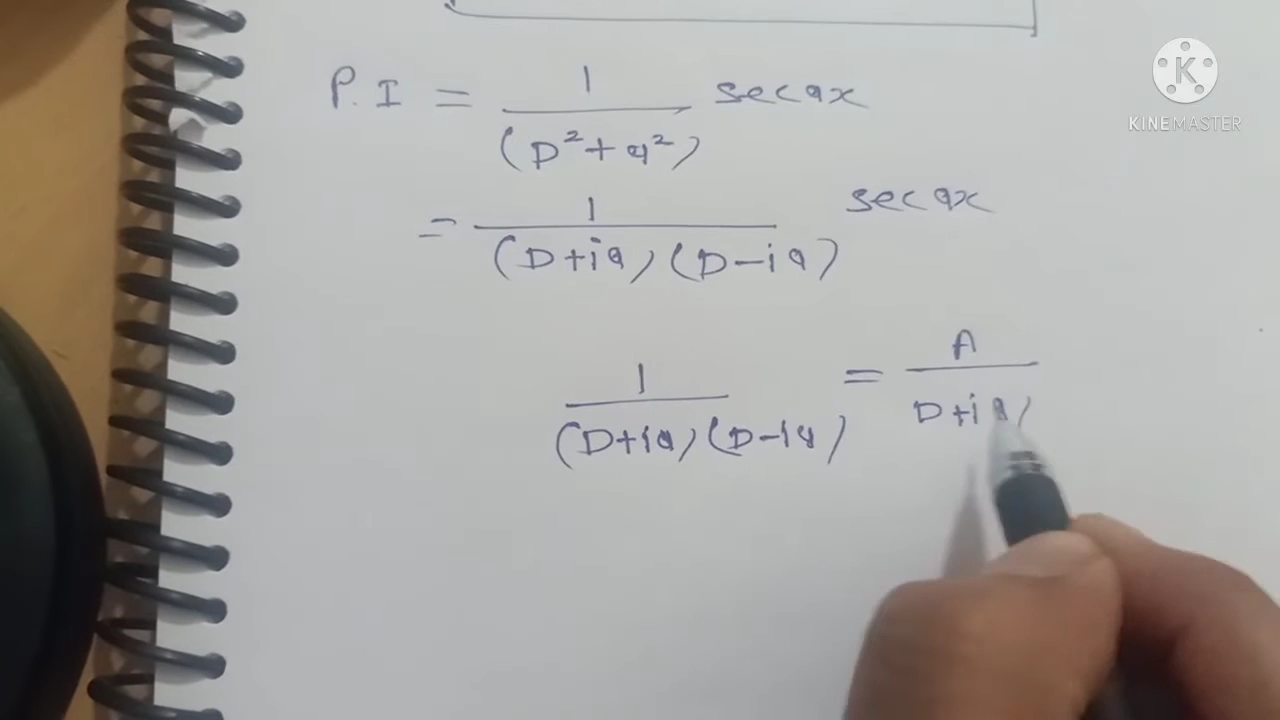 P.I = 1/(D²+a²) sec ax
KINEMASTER
= 1/((D+ia)(D-ia)) sec ax
1/((D+ia)(D-ia)) = A/(D+ia)